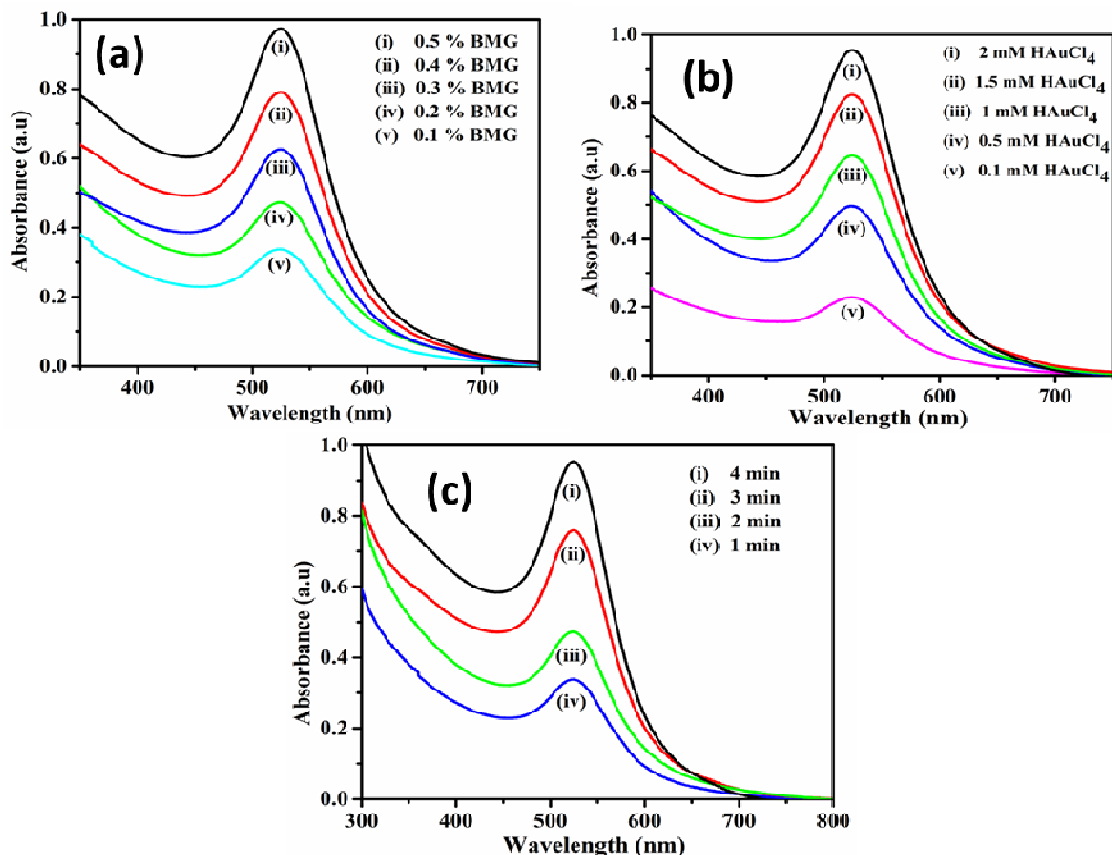 (a)
(i) 0.5 % BMG
(ii) 0.4 % BMG
(iii) 0.3 % BMG
(iv) 0.2 % BMG
(v) 0.1 % BMG
(i)
(ii)
(iii)
(iv)
(v)
1.0
0.8
0.6
0.4
0.2
0.0
Absorbance (a.u)
400 500 600 700
Wavelength (nm)
(b)
(i) 2 mM HAuCl4
(ii) 1.5 mM HAuCl4
(iii) 1 mM HAuCl4
(iv) 0.5 mM HAuCl4
(v) 0.1 mM HAuCl4
(i)
(ii)
(iii)
(iv)
(v)
1.0
0.8
0.6
0.4
0.2
0.0
Absorbance (a.u)
400 500 600 700
Wavelength (nm)
(c)
(i) 4 min
(ii) 3 min
(iii) 2 min
(iv) 1 min
(i)
(ii)
(iii)
(iv)
1.0
0.8
0.6
0.4
0.2
0.0
Absorbance (a.u)
300 400 500 600 700 800
Wavelength (nm)